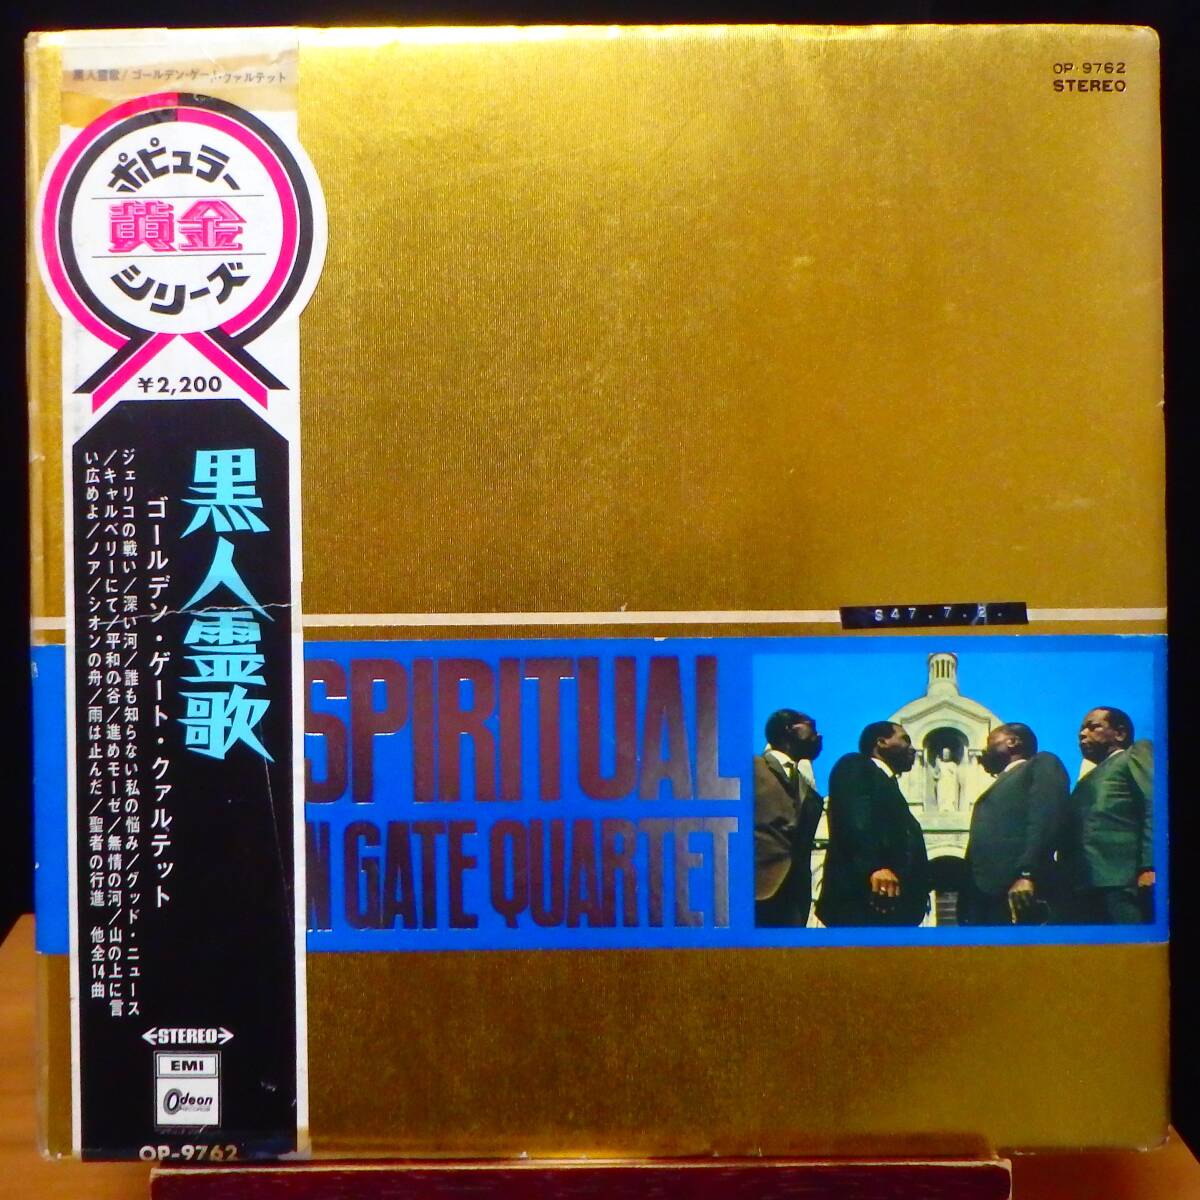 黒人霊歌/ゴールデン・ゲート・クァルテット
ポピュラー
黄金
シリーズ
¥2,200
黒人霊歌
ゴールデン・ゲート・クァルテット
ジェリコの戦い/深い河/誰も知らない私の悩み/グッド・ニュース
/キャルベリーにて/平和の谷/進めモーゼ/無情の河/山の上に言
い広めよ/ノア/シオンの舟/雨は止んだ/聖者の行進 他全14曲
STEREO
EMI
Odeon
RECORDS
OP-9762
OP-9762
STEREO
S47.7.2.
SPIRITUAL
N GATE QUARTET